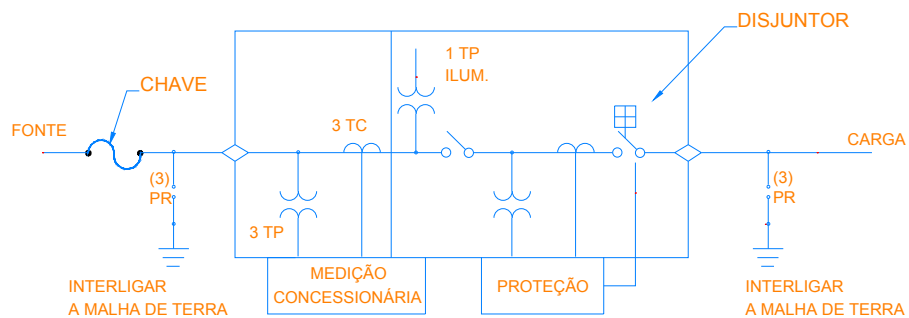 DISJUNTOR
1 TP
ILUM.
CHAVE
FONTE
3 TC
CARGA
(3)
PR
(3)
PR
3 TP
MEDIÇÃO
CONCESSIONÁRIA
PROTEÇÃO
INTERLIGAR
A MALHA DE TERRA
INTERLIGAR
A MALHA DE TERRA